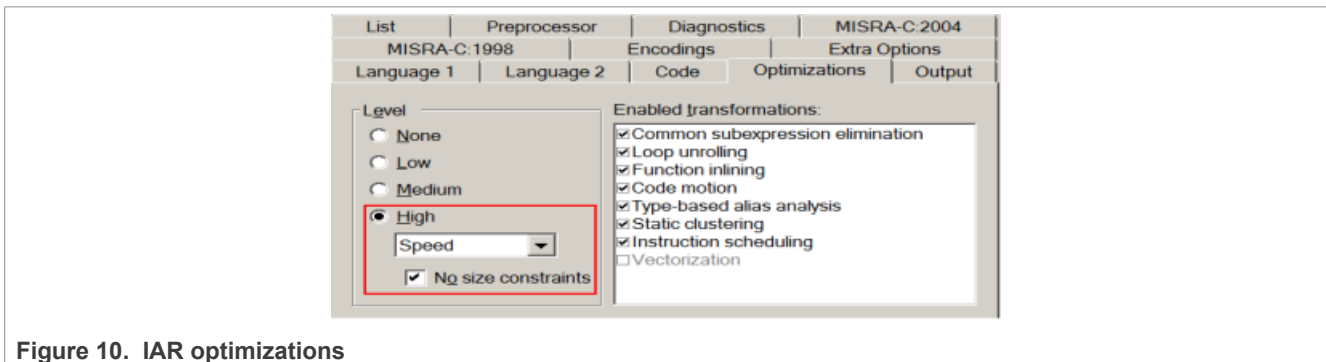 List Preprocessor Diagnostics MISRA-C:2004
MISRA-C:1998 Encodings Extra Options
Language 1 Language 2 Code Optimizations Output
Level
None
Low
Medium
High
Speed
No size constraints
Enabled transformations:
Common subexpression elimination
Loop unrolling
Function inlining
Code motion
Type-based alias analysis
Static clustering
Instruction scheduling
Vectorization
Figure 10. IAR optimizations